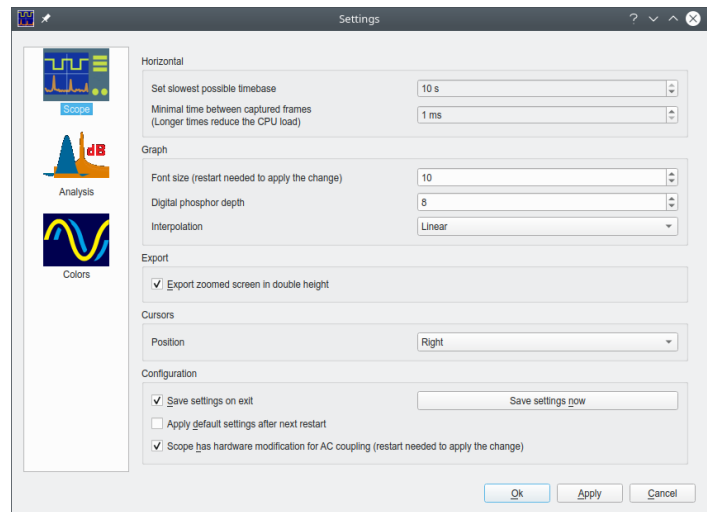 Settings
?
Scope
dB
Analysis
Colors
Horizontal
Set slowest possible timebase
10 s
Minimal time between captured frames
(Longer times reduce the CPU load)
1 ms
Graph
Font size (restart needed to apply the change)
10
Digital phosphor depth
8
Interpolation
Linear
Export
Export zoomed screen in double height
Cursors
Position
Right
Configuration
Save settings on exit
Save settings now
Apply default settings after next restart
Scope has hardware modification for AC coupling (restart needed to apply the change)
Ok
Apply
Cancel